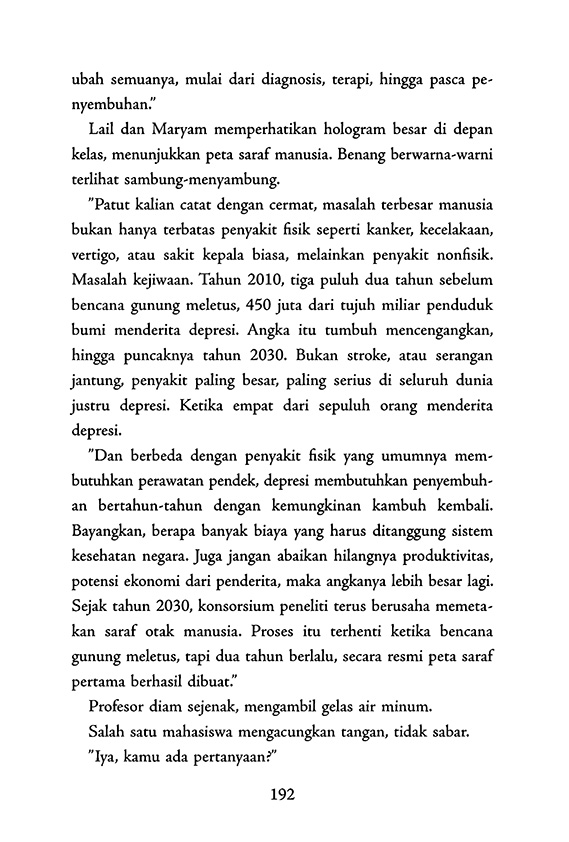 ubah semuanya, mulai dari diagnosis, terapi, hingga pasca pe-
nyembuhan.”
Lail dan Maryam memperhatikan hologram besar di depan
kelas, menunjukkan peta saraf manusia. Benang berwarna-warni
terlihat sambung-menyambung.
”Patut kalian catat dengan cermat, masalah terbesar manusia
bukan hanya terbatas penyakit fisik seperti kanker, kecelakaan,
vertigo, atau sakit kepala biasa, melainkan penyakit nonfisik.
Masalah kejiwaan. Tahun 2010, tiga puluh dua tahun sebelum
bencana gunung meletus, 450 juta dari tujuh miliar penduduk
bumi menderita depresi. Angka itu tumbuh mencengangkan,
hingga puncaknya tahun 2030. Bukan stroke, atau serangan
jantung, penyakit paling besar, paling serius di seluruh dunia
justru depresi. Ketika empat dari sepuluh orang menderita
depresi.
”Dan berbeda dengan penyakit fisik yang umumnya mem-
butuhkan perawatan pendek, depresi membutuhkan penyembuh-
an bertahun-tahun dengan kemungkinan kambuh kembali.
Bayangkan, berapa banyak biaya yang harus ditanggung sistem
kesehatan negara. Juga jangan abaikan hilangnya produktivitas,
potensi ekonomi dari penderita, maka angkanya lebih besar lagi.
Sejak tahun 2030, konsorsium peneliti terus berusaha memeta-
kan saraf otak manusia. Proses itu terhenti ketika bencana
gunung meletus, tapi dua tahun berlalu, secara resmi peta saraf
pertama berhasil dibuat.”
Profesor diam sejenak, mengambil gelas air minum.
Salah satu mahasiswa mengacungkan tangan, tidak sabar.
”Iya, kamu ada pertanyaan?”
192